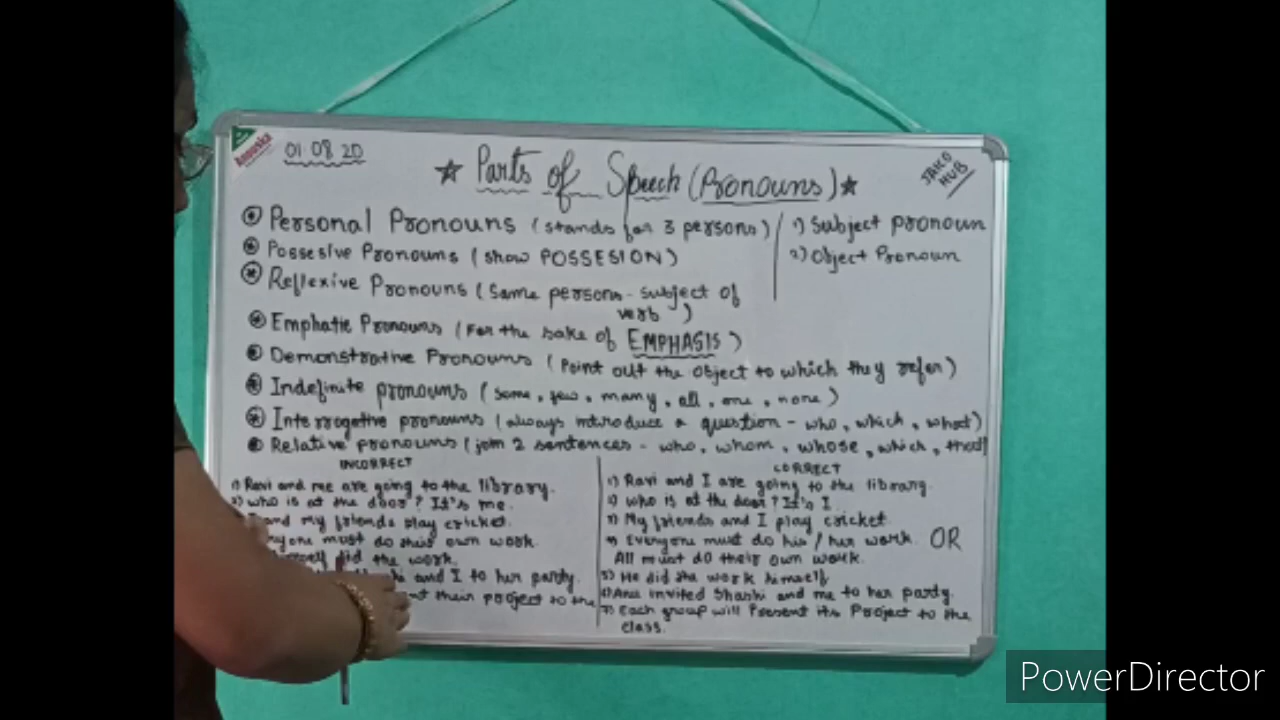 ANOUSKA
01 08 20
★ Parts of Speech (Pronouns) ★
JAHO HUB
Personal Pronouns (stands for 3 persons)
1) Subject pronoun
Possesive Pronouns (show POSSESION)
2) Object Pronoun
Reflexive Pronouns (Same persons - subject of
verb)
Emphatic Pronouns (For the sake of EMPHASIS)
Demonstrative Pronouns (Point out the object to which they refer)
Indefinite pronouns (some, few, many, all, one, none)
Interrogative pronouns (always introduce a question - who, which, what)
Relative pronouns (join 2 sentences - who, whom, whose, which, that)
INCORRECT
1) Ravi and me are going to the library.
2) who is at the door? It's me.
and my friends play cricket.
must do their own work.
did the work.
and I to her party.
their project to the
CORRECT
1) Ravi and I are going to the library.
2) who is at the door? It's I.
3) My friends and I play cricket.
4) Everyone must do his/her work. OR
All must do their own work.
5) He did the work himself
6) Anu invited Shashi and me to her party.
7) Each group will Present its Project to the
class.
PowerDirector